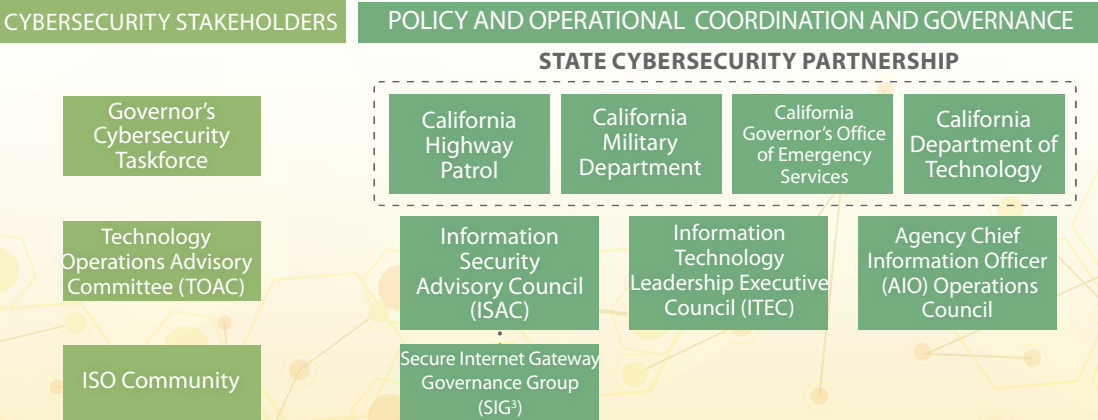 CYBERSECURITY STAKEHOLDERS
POLICY AND OPERATIONAL COORDINATION AND GOVERNANCE
STATE CYBERSECURITY PARTNERSHIP
Governor's
Cybersecurity
Taskforce
California
Highway
Patrol
California
Military
Department
California
Governor's Office
of Emergency
Services
California
Department of
Technology
Technology
Operations Advisory
Committee (TOAC)
Information
Security
Advisory Council
(ISAC)
Information
Technology
Leadership Executive
Council (ITEC)
Agency Chief
Information Officer
(AIO) Operations
Council
ISO Community
Secure Internet Gateway
Governance Group
(SIG³)